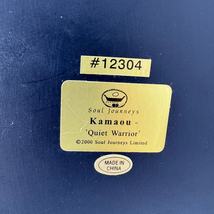 #12304
Soul Journeys
Kamaou -
'Quiet Warrior'
©2000 Soul Journeys Limited
MADE IN
CHINA